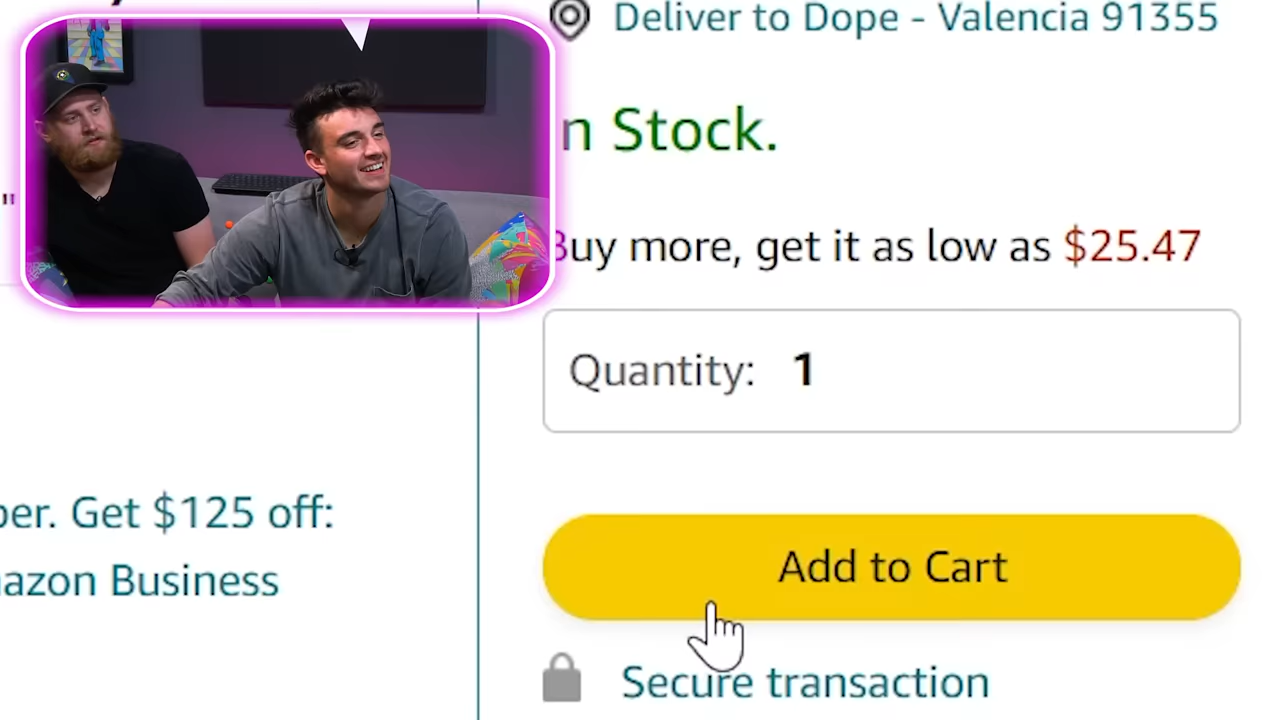 Deliver to Dope - Valencia 91355
n Stock.
"
Buy more, get it as low as $25.47
Quantity: 1
per. Get $125 off:
azon Business
Add to Cart
Secure transaction